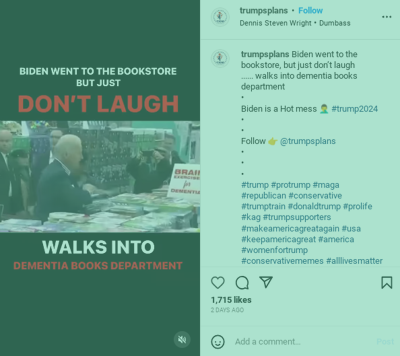 BIDEN WENT TO THE BOOKSTORE
BUT JUST
DON'T LAUGH
BRAIN
DEMENTIA
WALKS INTO
DEMENTIA BOOKS DEPARTMENT
trumpsplans • Follow
Dennis Steven Wright • Dumbass
trumpsplans Biden went to the
bookstore, but just don't laugh
..... walks into dementia books
department
•
Biden is a Hot mess 🤦‍♂️ #trump2024
•
•
Follow 👉 @trumpsplans
•
•
•
#trump #protrump #maga
#republican #conservative
#trumptrain #donaldtrump #prolife
#kag #trumpsupporters
#makeamericagreatagain #usa
#keepamericagreat #america
#womenfortrump
#conservativememes #alllivesmatter
1,715 likes
2 DAYS AGO
Add a comment...
Post